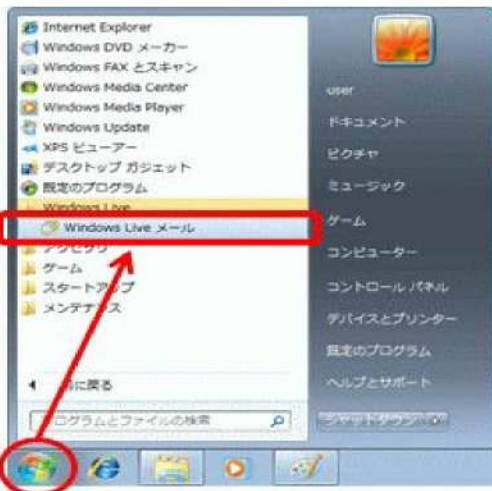 Internet Explorer
Windows DVD メーカー
Windows FAX とスキャン
Windows Media Center
Windows Media Player
Windows Update
XPS ビューアー
デスクトップ ガジェット
既定のプログラム
Windows Live
Windows Live メール
アクセサリ
ゲーム
スタートアップ
メンテナンス
前に戻る
プログラムとファイルの検索
user
ドキュメント
ピクチャ
ミュージック
ゲーム
コンピューター
コントロール パネル
デバイスとプリンター
既定のプログラム
ヘルプとサポート
シャットダウン